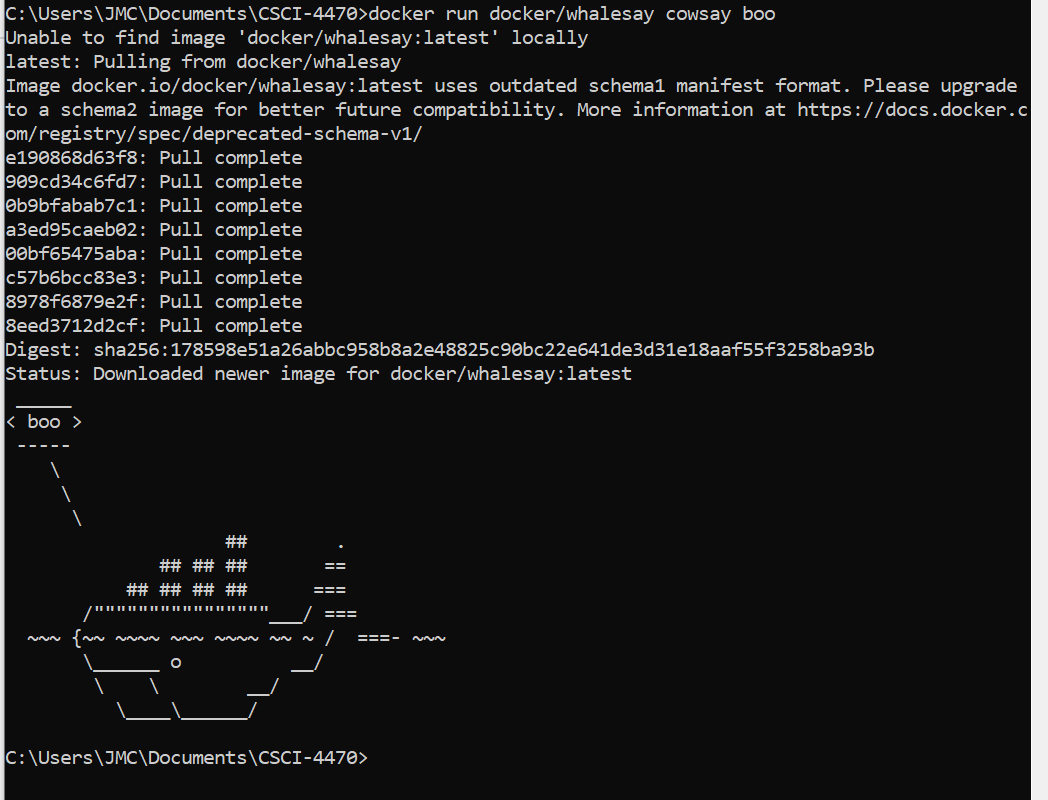 C:\Users\JMC\Documents\CSCI-4470>docker run docker/whalesay cowsay boo
Unable to find image 'docker/whalesay:latest' locally
latest: Pulling from docker/whalesay
Image docker.io/docker/whalesay:latest uses outdated schema1 manifest format. Please upgrade
to a schema2 image for better future compatibility. More information at https://docs.docker.c
om/registry/spec/deprecated-schema-v1/
e190868d63f8: Pull complete
909cd34c6fd7: Pull complete
0b9bfabab7c1: Pull complete
a3ed95caeb02: Pull complete
00bf65475aba: Pull complete
c57b6bcc83e3: Pull complete
8978f6879e2f: Pull complete
8eed3712d2cf: Pull complete
Digest: sha256:178598e51a26abbc958b8a2e48825c90bc22e641de3d31e18aaf55f3258ba93b
Status: Downloaded newer image for docker/whalesay:latest
 _____
< boo >
 -----
    \
     \
      \
                    ##        .
              ## ## ##       ==
           ## ## ## ##      ===
       /""""""""""""""""___/ ===
  ~~~ {~~ ~~~~ ~~~ ~~~~ ~~ ~ /  ===- ~~~
       \______ o          __/
        \    \        __/
          \____\______/
C:\Users\JMC\Documents\CSCI-4470>